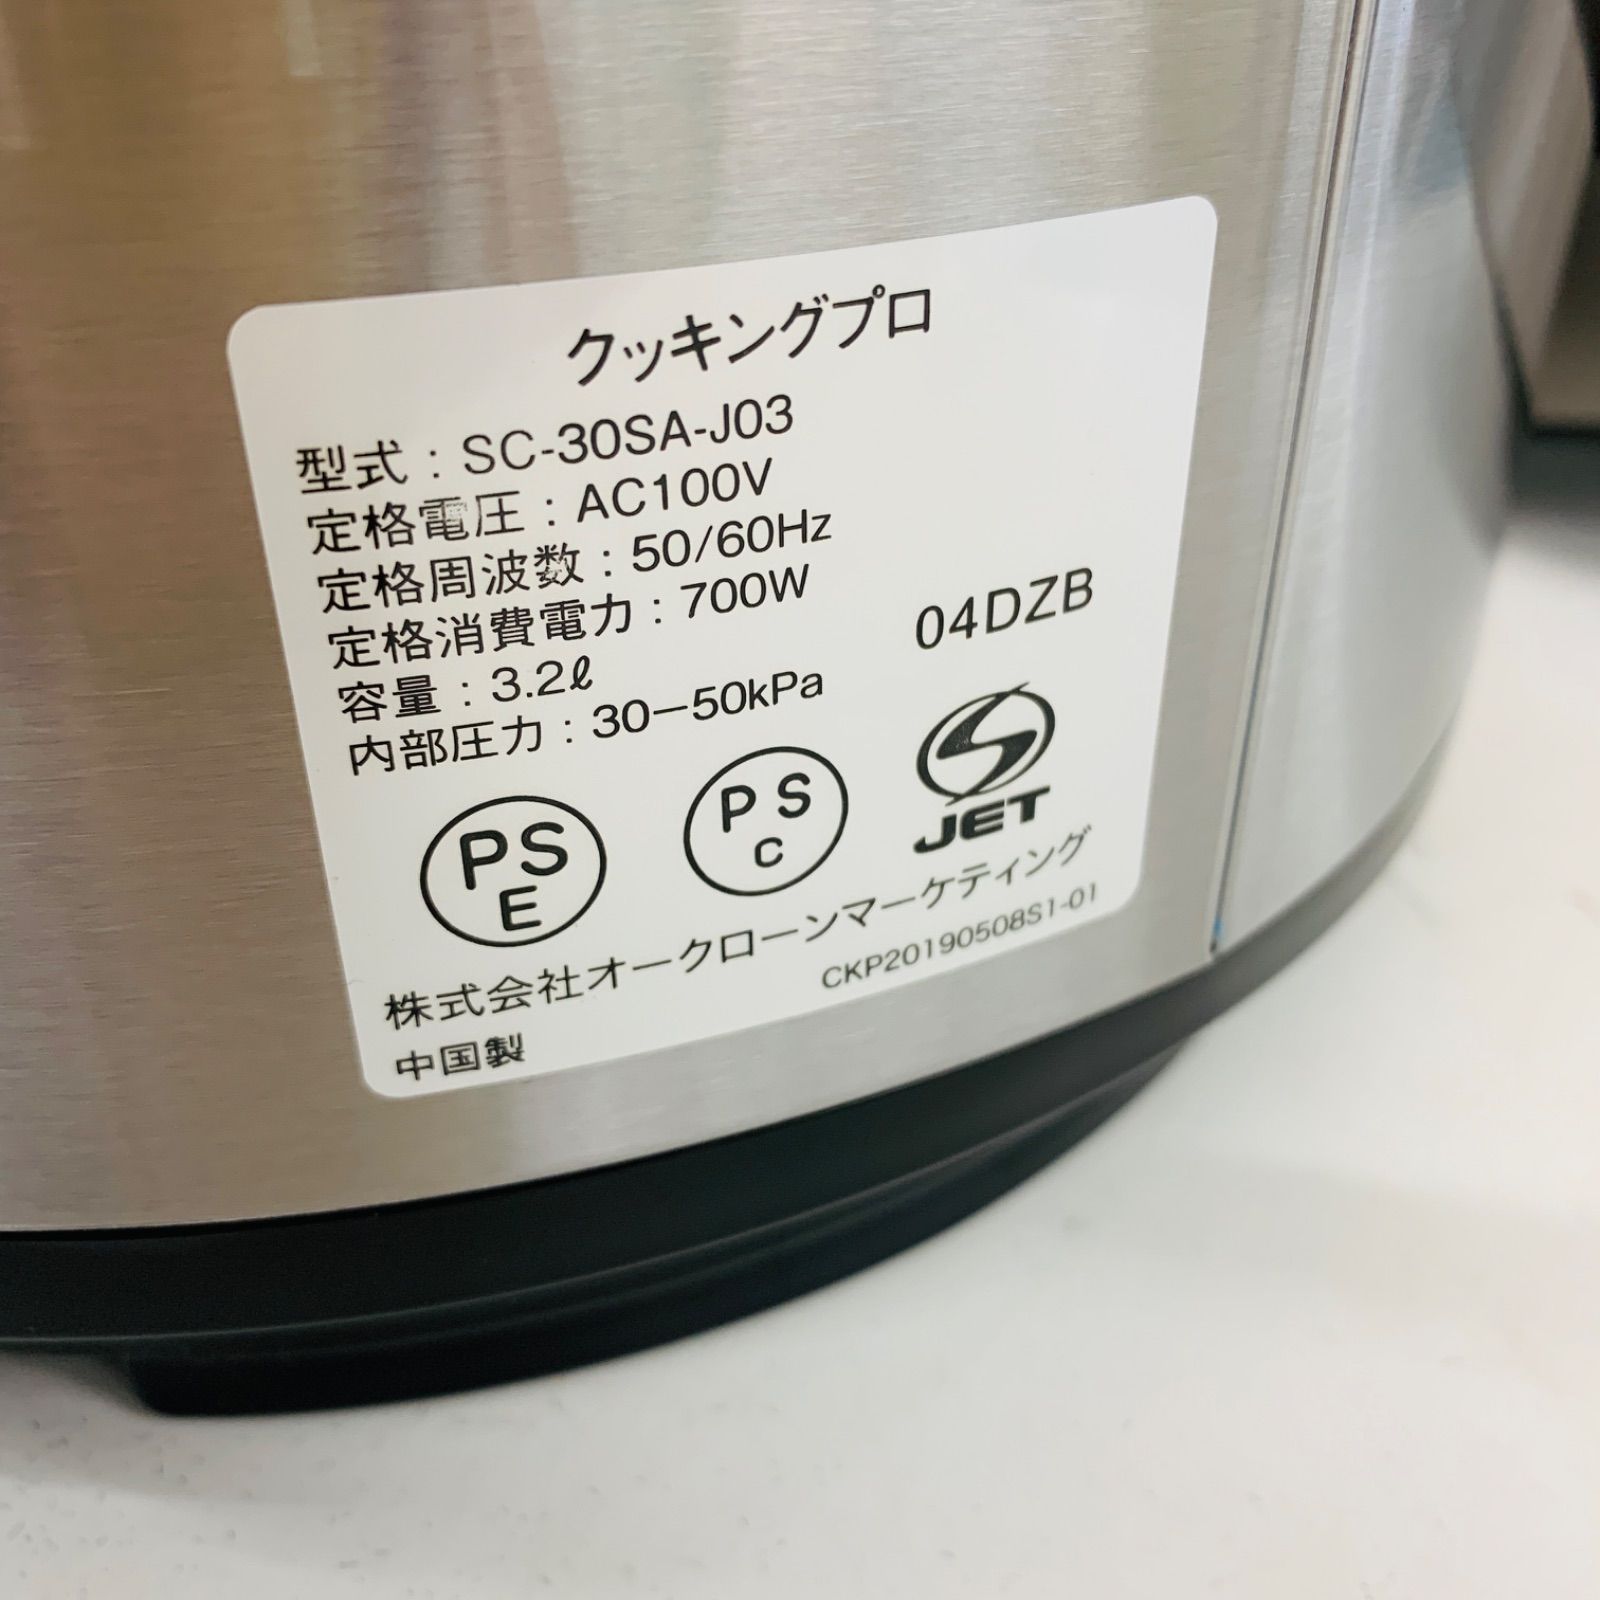 クッキングプロ
型式：SC-30SA-J03
定格電圧：AC100V
定格周波数：50/60Hz
定格消費電力：700W
容量：3.2ℓ
内部圧力：30−50kPa
04DZB
PS
E
PS
C
JET
株式会社オークローンマーケティング
CKP20190508S1-01
中国製